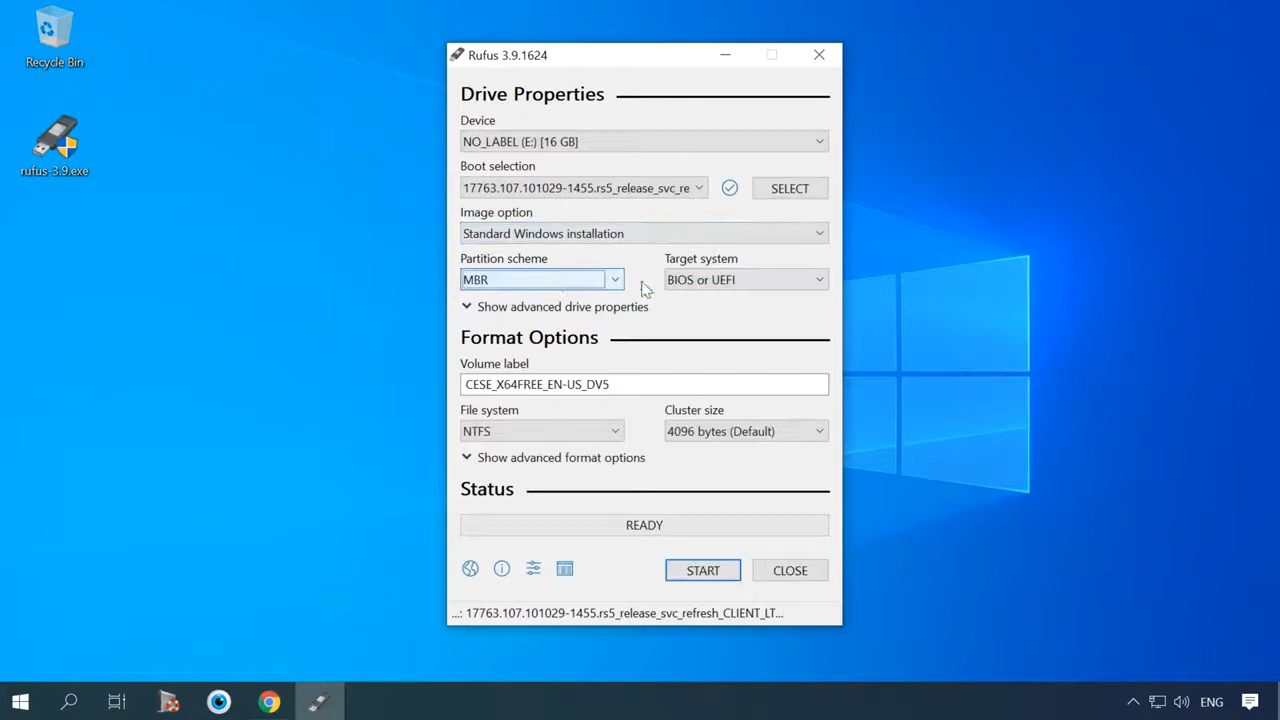 Recycle Bin
rufus-3.9.exe
Rufus 3.9.1624
Drive Properties
Device
NO_LABEL (E:) [16 GB]
Boot selection
17763.107.101029-1455.rs5_release_svc_re
SELECT
Image option
Standard Windows installation
Partition scheme
Target system
MBR
BIOS or UEFI
Show advanced drive properties
Format Options
Volume label
CESE_X64FREE_EN-US_DV5
File system
Cluster size
NTFS
4096 bytes (Default)
Show advanced format options
Status
READY
START
CLOSE
...: 17763.107.101029-1455.rs5_release_svc_refresh_CLIENT_LT...
ENG